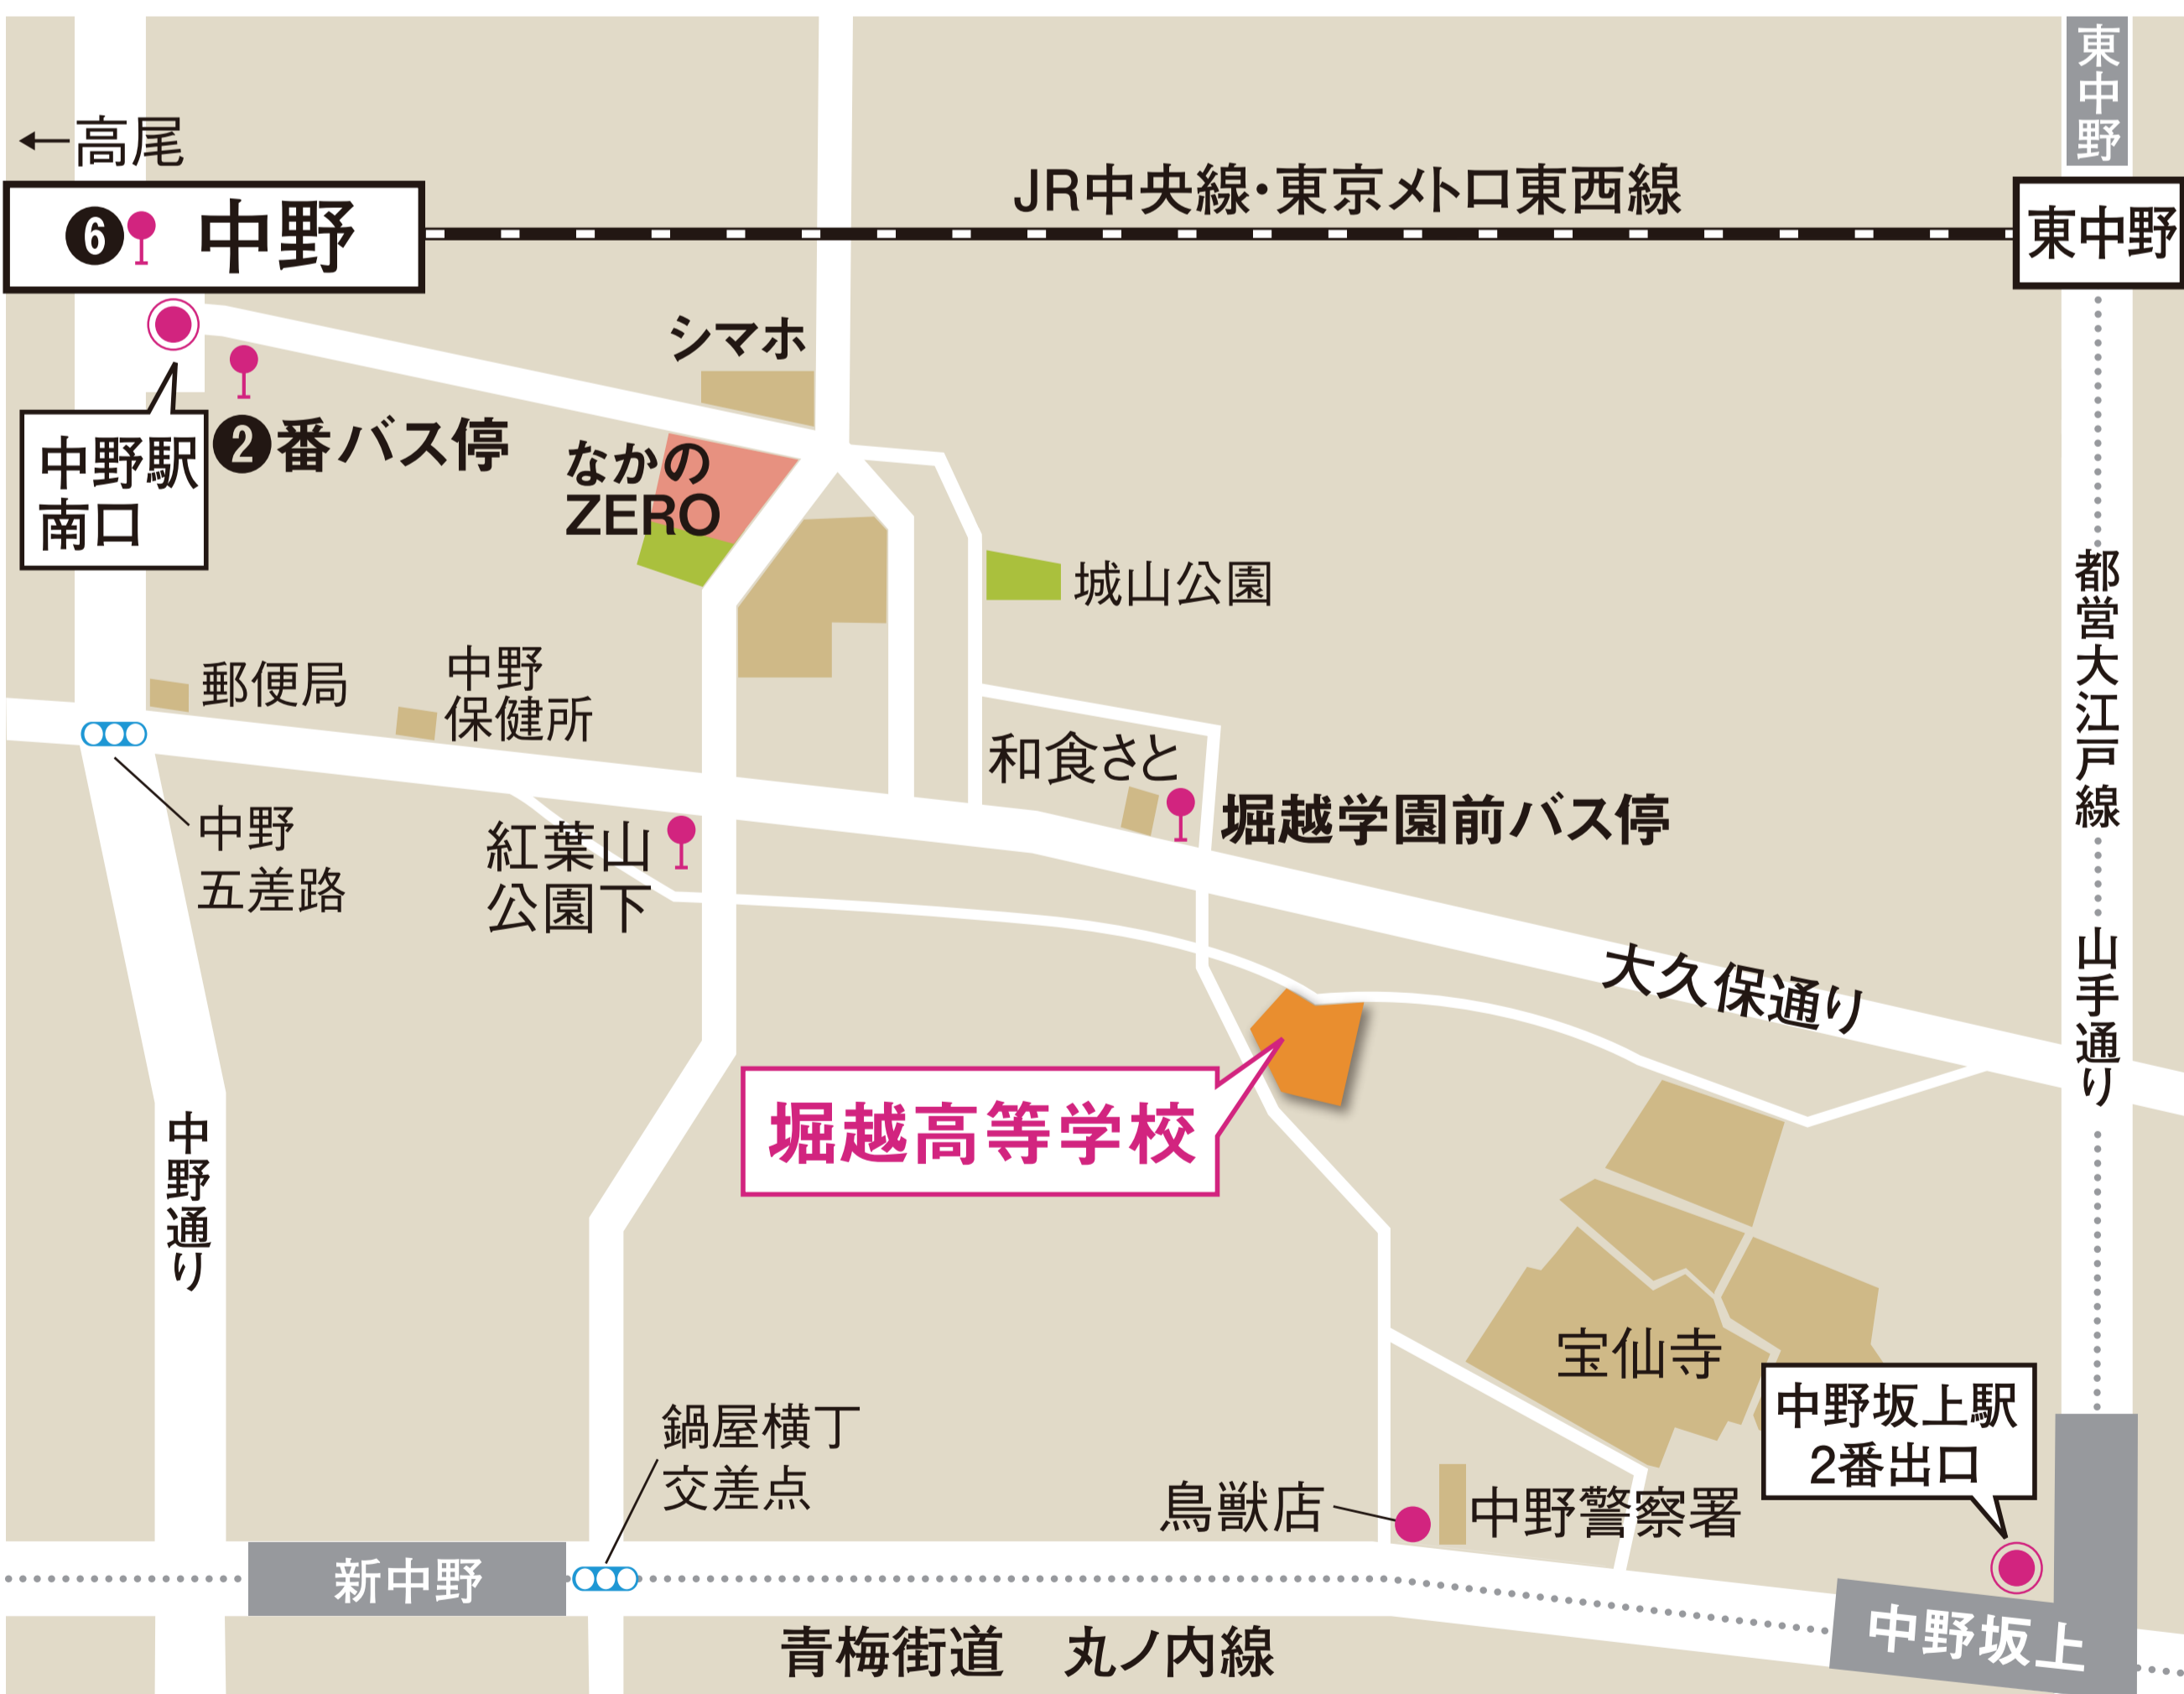 東中野
高尾
JR中央線・東京メトロ東西線
❻ 中野
東中野
シマホ
❷番バス停
中野駅
南口
なかの
ZERO
城山公園
都営大江戸線
郵便局
中野
保健所
和食さと
堀越学園前バス停
中野
五差路
紅葉山
公園下
大久保通り
山手通り
堀越高等学校
中野通り
宝仙寺
中野坂上駅
2番出口
鍋屋横丁
交差点
鳥獣店
中野警察署
新中野
青梅街道　丸ノ内線
中野坂上